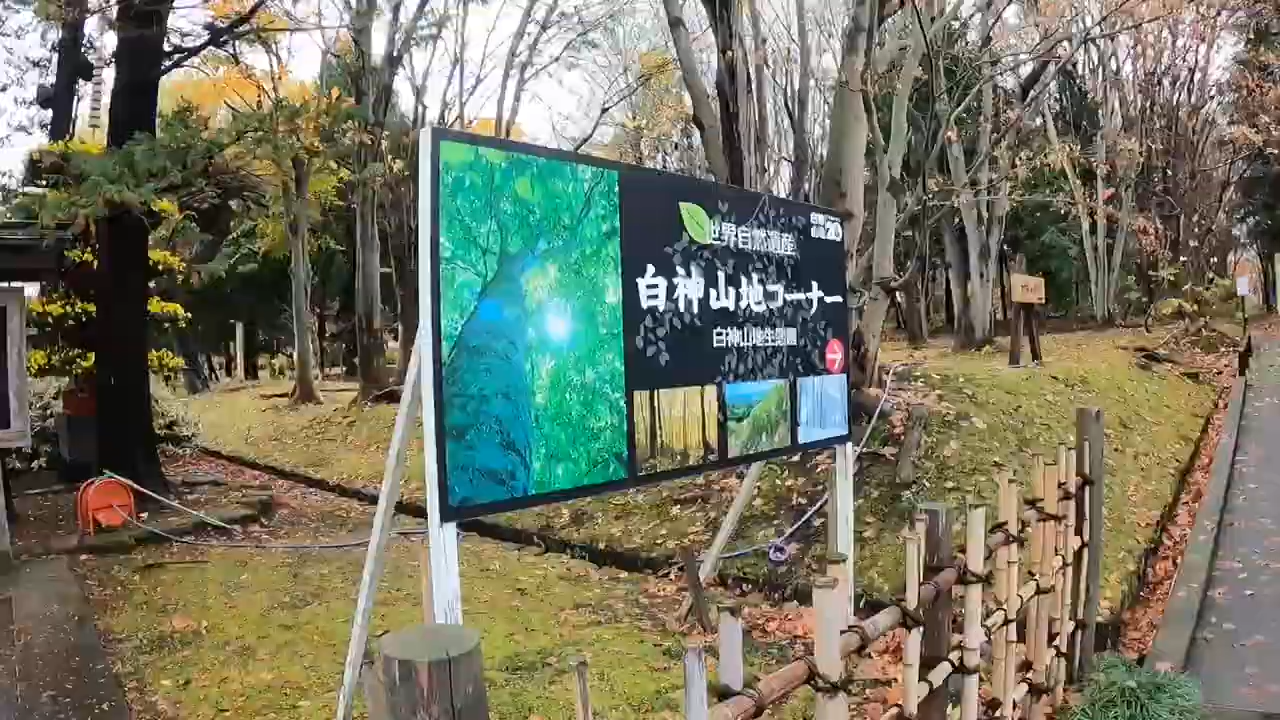 世界自然遺産
白神山地コーナー
白神山地生態園